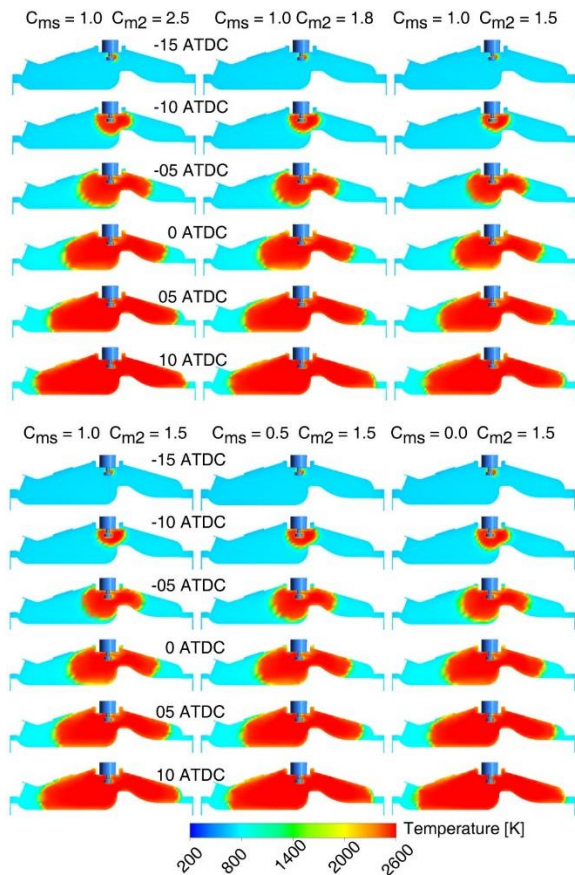 Cms = 1.0 Cm2 = 2.5 Cms = 1.0 Cm2 = 1.8 Cms = 1.0 Cm2 = 1.5
-15 ATDC
-10 ATDC
-05 ATDC
0 ATDC
05 ATDC
10 ATDC
Cms = 1.0 Cm2 = 1.5 Cms = 0.5 Cm2 = 1.5 Cms = 0.0 Cm2 = 1.5
-15 ATDC
-10 ATDC
-05 ATDC
0 ATDC
05 ATDC
10 ATDC
Temperature [K]
200 800 1400 2000 2600